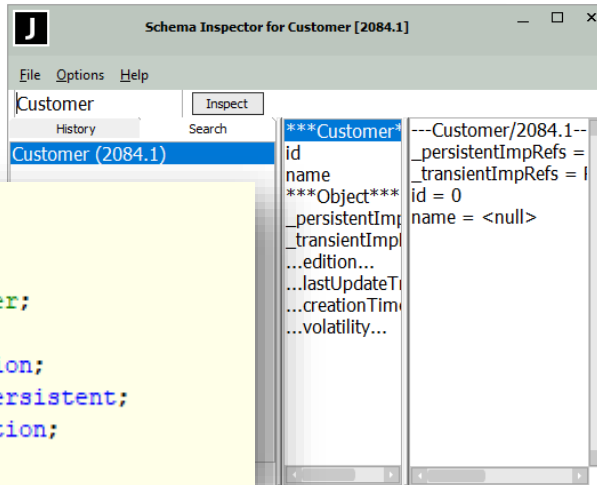 J
Schema Inspector for Customer [2084.1]
File Options Help
Customer
Inspect
History Search
Customer (2084.1)
***Customer*
id
name
***Object***
_persistentImp
_transientImpl
...edition...
...lastUpdateTr
...creationTime
...volatility...
---Customer/2084.1--
_persistentImpRefs =
_transientImpRefs =
id = 0
name = <null>
er;
ion;
ersistent;
tion;